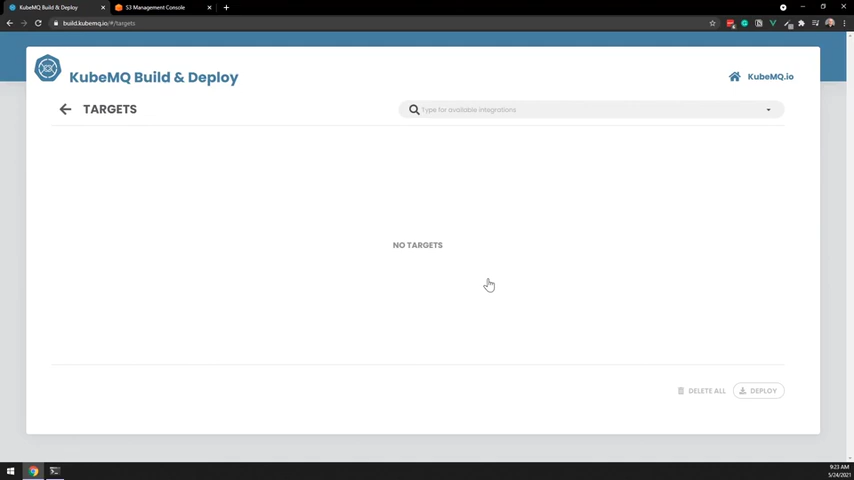 KubeMQ Build & Deploy
S3 Management Console
build.kubemq.io/#/targets
KubeMQ Build & Deploy
KubeMQ.io
TARGETS
Type for available integrations
NO TARGETS
DELETE ALL
DEPLOY
9:23 AM
5/24/2021